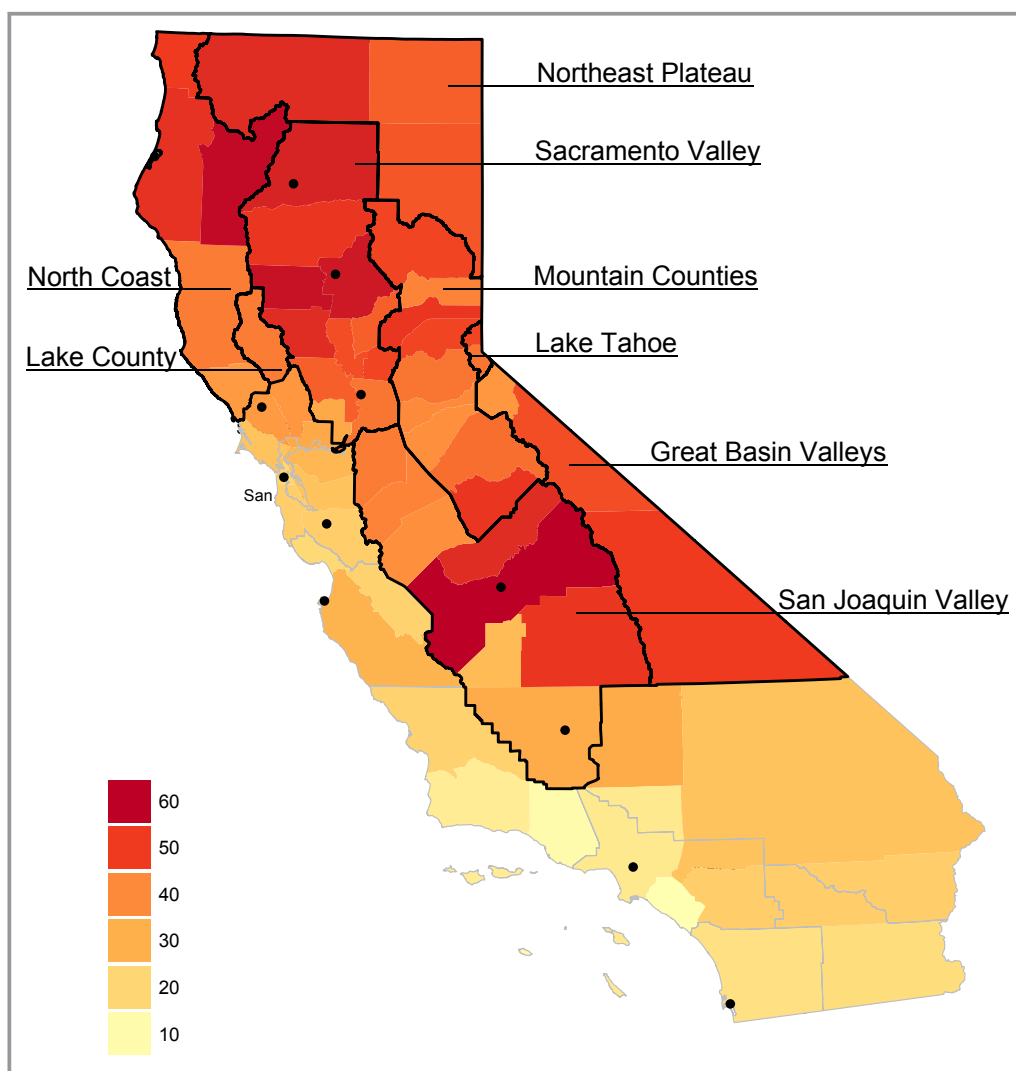 Northeast Plateau
Sacramento Valley
North Coast
Mountain Counties
Lake County
Lake Tahoe
Great Basin Valleys
San
San Joaquin Valley
60
50
40
30
20
10